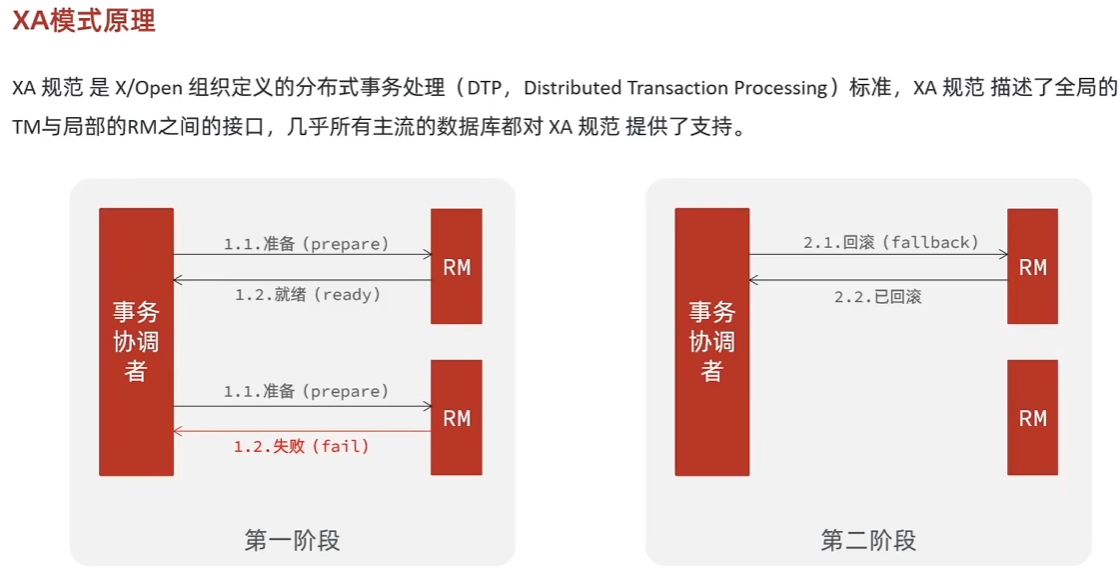 XA模式原理
XA 规范 是 X/Open 组织定义的分布式事务处理（DTP，Distributed Transaction Processing）标准，XA 规范 描述了全局的
TM与局部的RM之间的接口，几乎所有主流的数据库都对 XA 规范 提供了支持。
事务
协调
者
1.1.准备（prepare）
1.2.就绪（ready）
RM
1.1.准备（prepare）
1.2.失败（fail）
RM
第一阶段
事务
协调
者
2.1.回滚（fallback）
2.2.已回滚
RM
RM
第二阶段